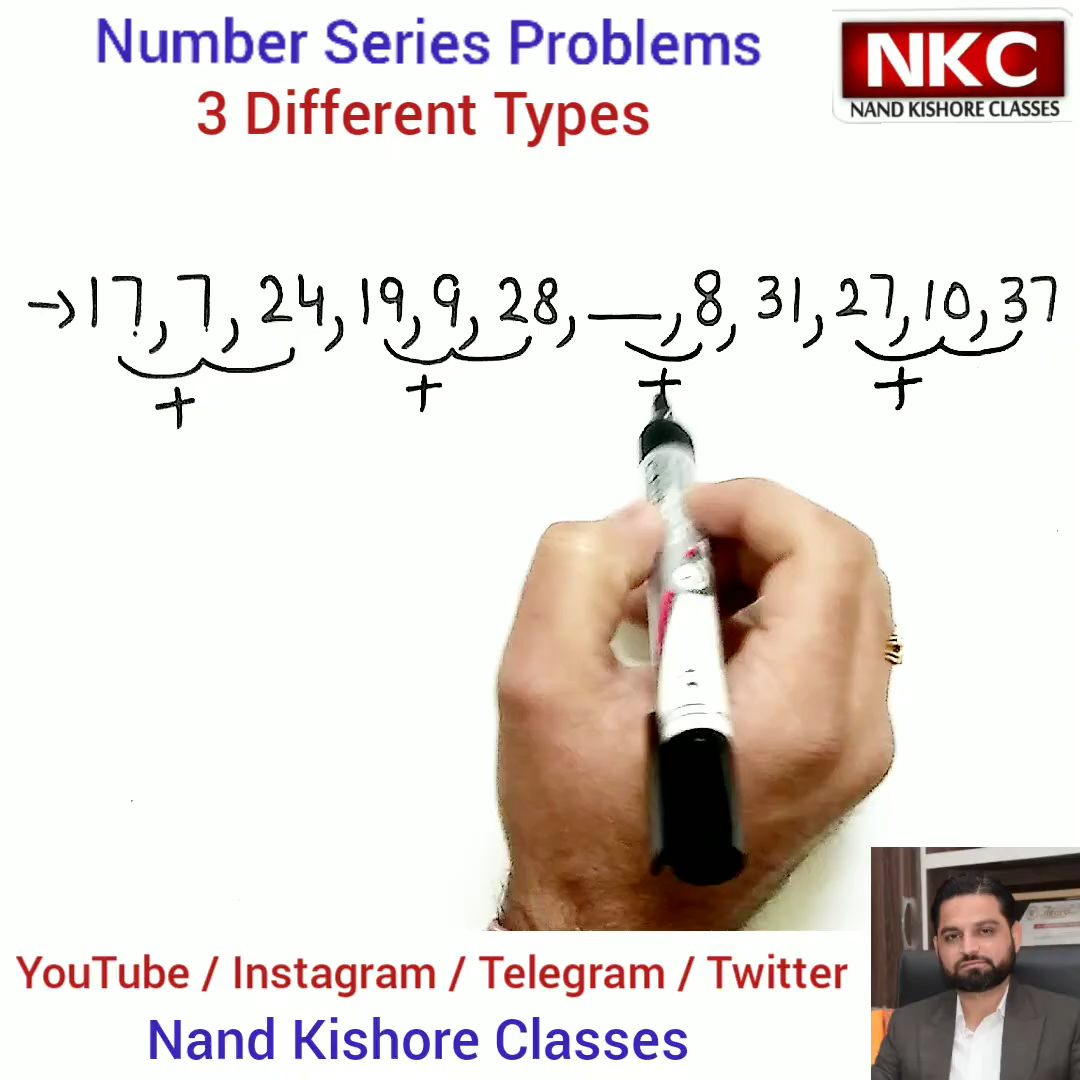 Number Series Problems
3 Different Types
NKC
NAND KISHORE CLASSES
→17, 7, 24, 19, 9, 28, __, 8, 31, 27, 10, 37
+ + + +
YouTube / Instagram / Telegram / Twitter
Nand Kishore Classes